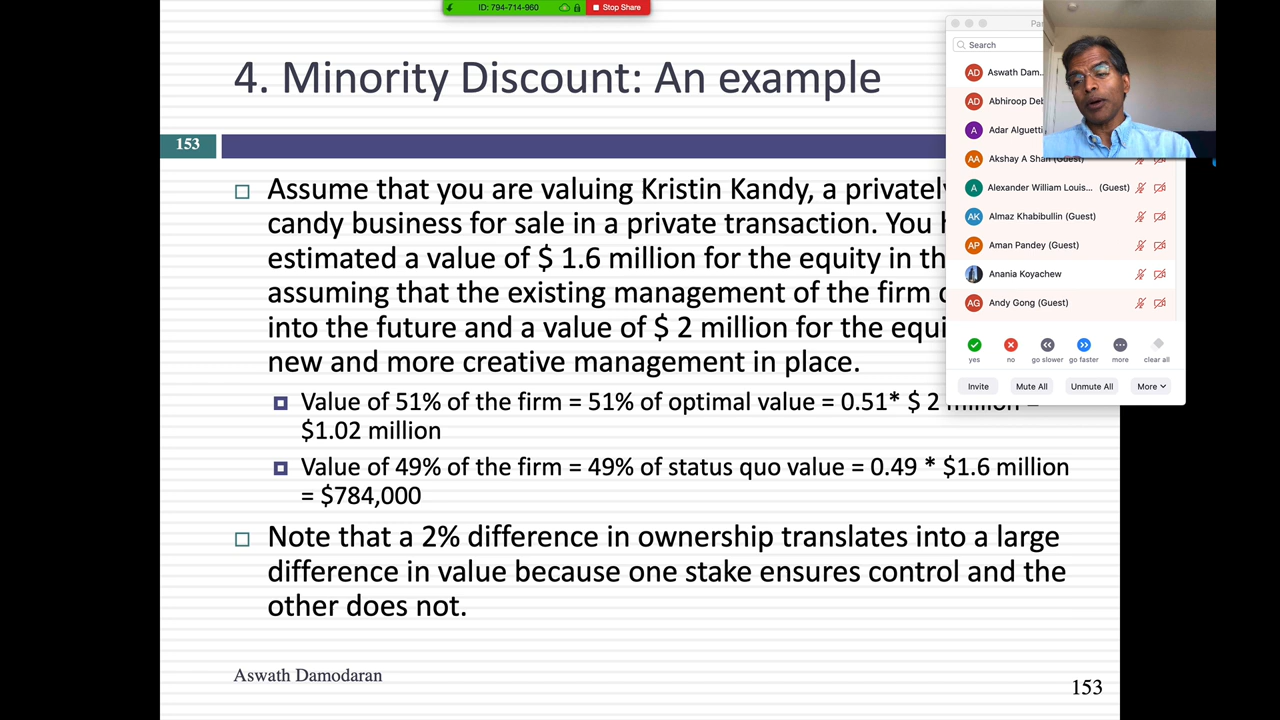 ID: 794-714-960
Stop Share
4. Minority Discount: An example
153
Assume that you are valuing Kristin Kandy, a
candy business for sale in a private transaction. You
estimated a value of $ 1.6 million for the equity in
assuming that the existing management of the firm
into the future and a value of $ 2 million for the
new and more creative management in place.
Value of 51% of the firm = 51% of optimal value = 0.51* $ 2 million =
$1.02 million
Value of 49% of the firm = 49% of status quo value = 0.49 * $1.6 million
= $784,000
Note that a 2% difference in ownership translates into a large
difference in value because one stake ensures control and the
other does not.
Aswath Damodaran
153
Search
AD Aswath Dam...
AD Abhiroop
A Adar Alguetti
AA Akshay A Shah (Guest)
A Alexander William Louis... (Guest)
AK Almaz Khabibullin (Guest)
AP Aman Pandey (Guest)
Anania Koyachew
AG Andy Gong (Guest)
yes no go slower go faster more clear all
Invite Mute All Unmute All More